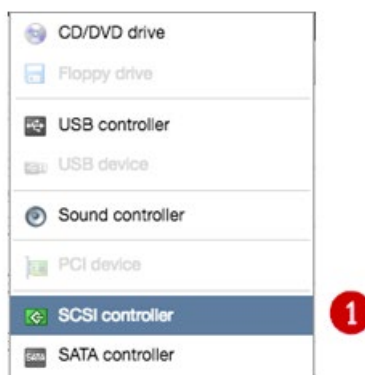 CD/DVD drive
Floppy drive
USB controller
USB device
Sound controller
PCI device
SCSI controller
1
SATA controller